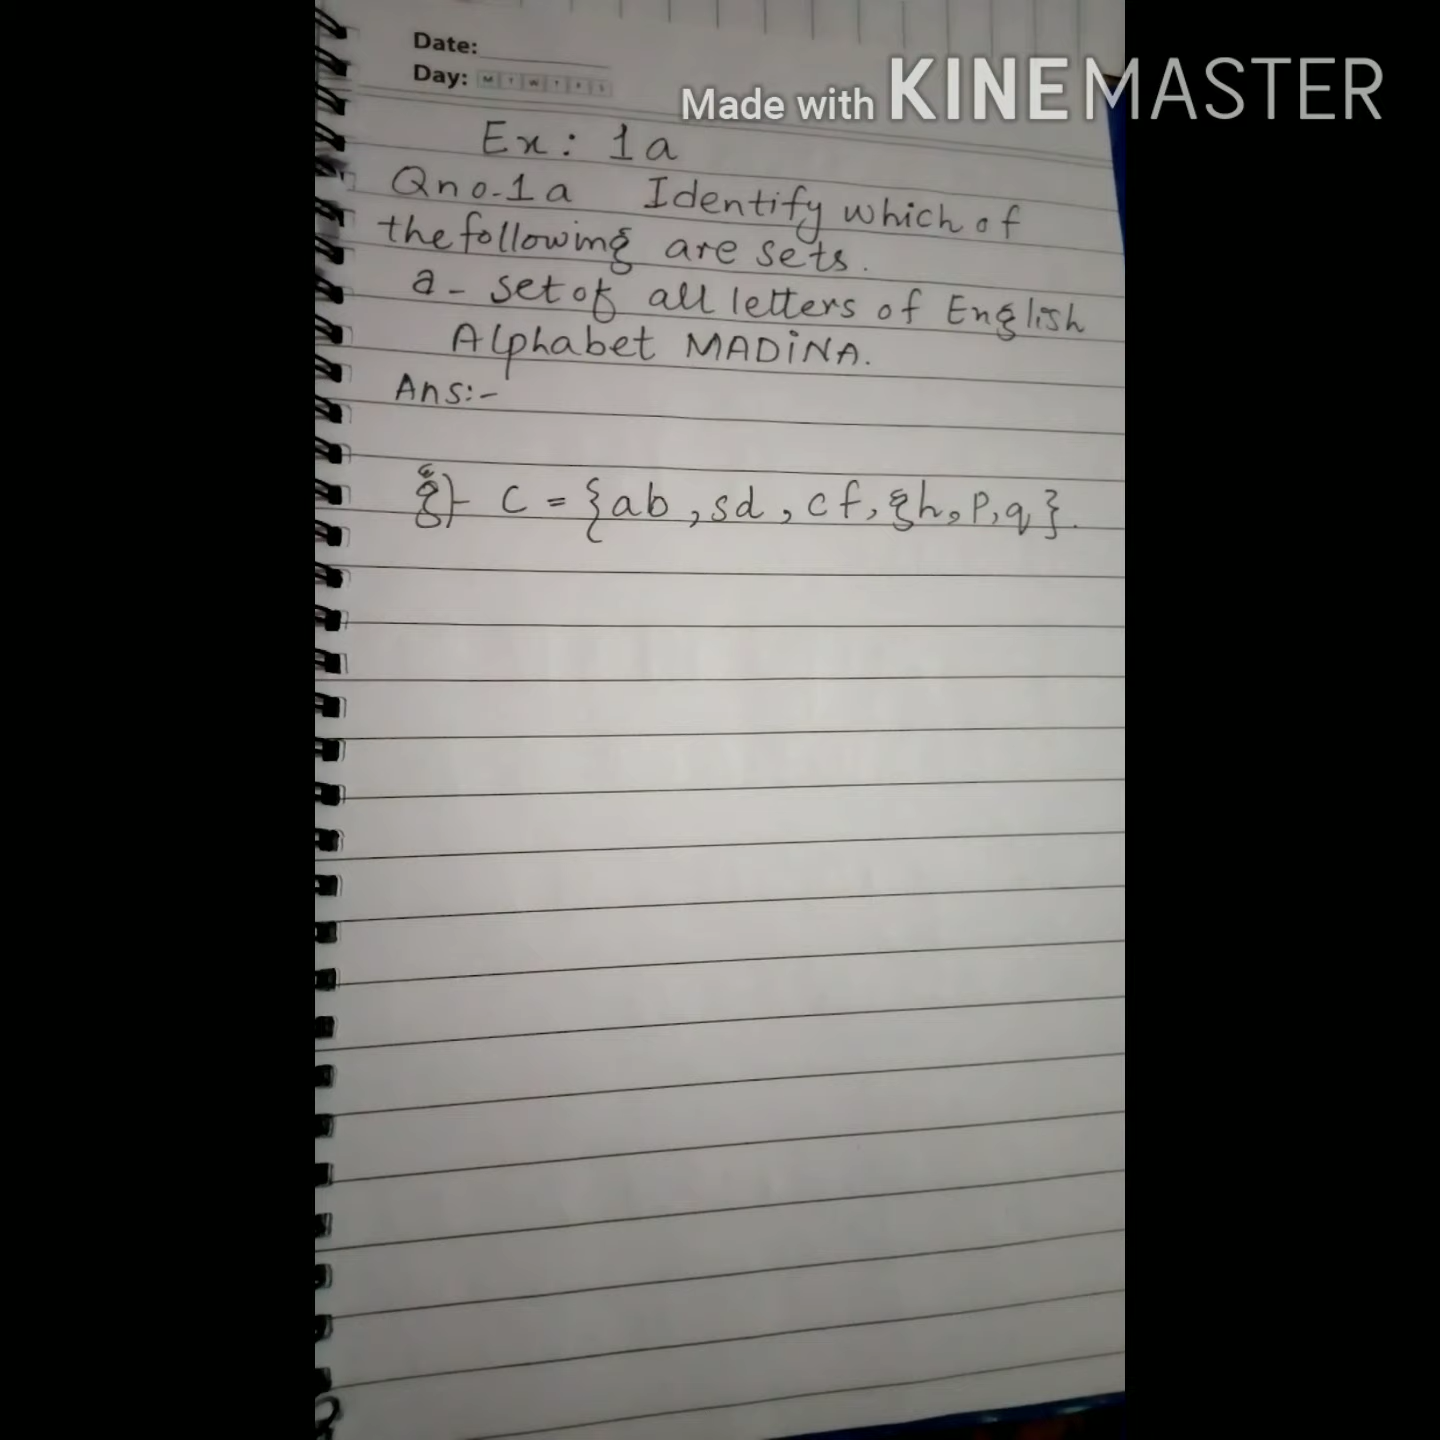 Date:
Day: M T W T F S
Made with KINEMASTER
Ex: 1a
Qno.1a Identify which of
the following are sets.
a- set of all letters of English
Alphabet MADiNA.
Ans:-
g)- C = {ab, sd, cf, gh, p, q}.